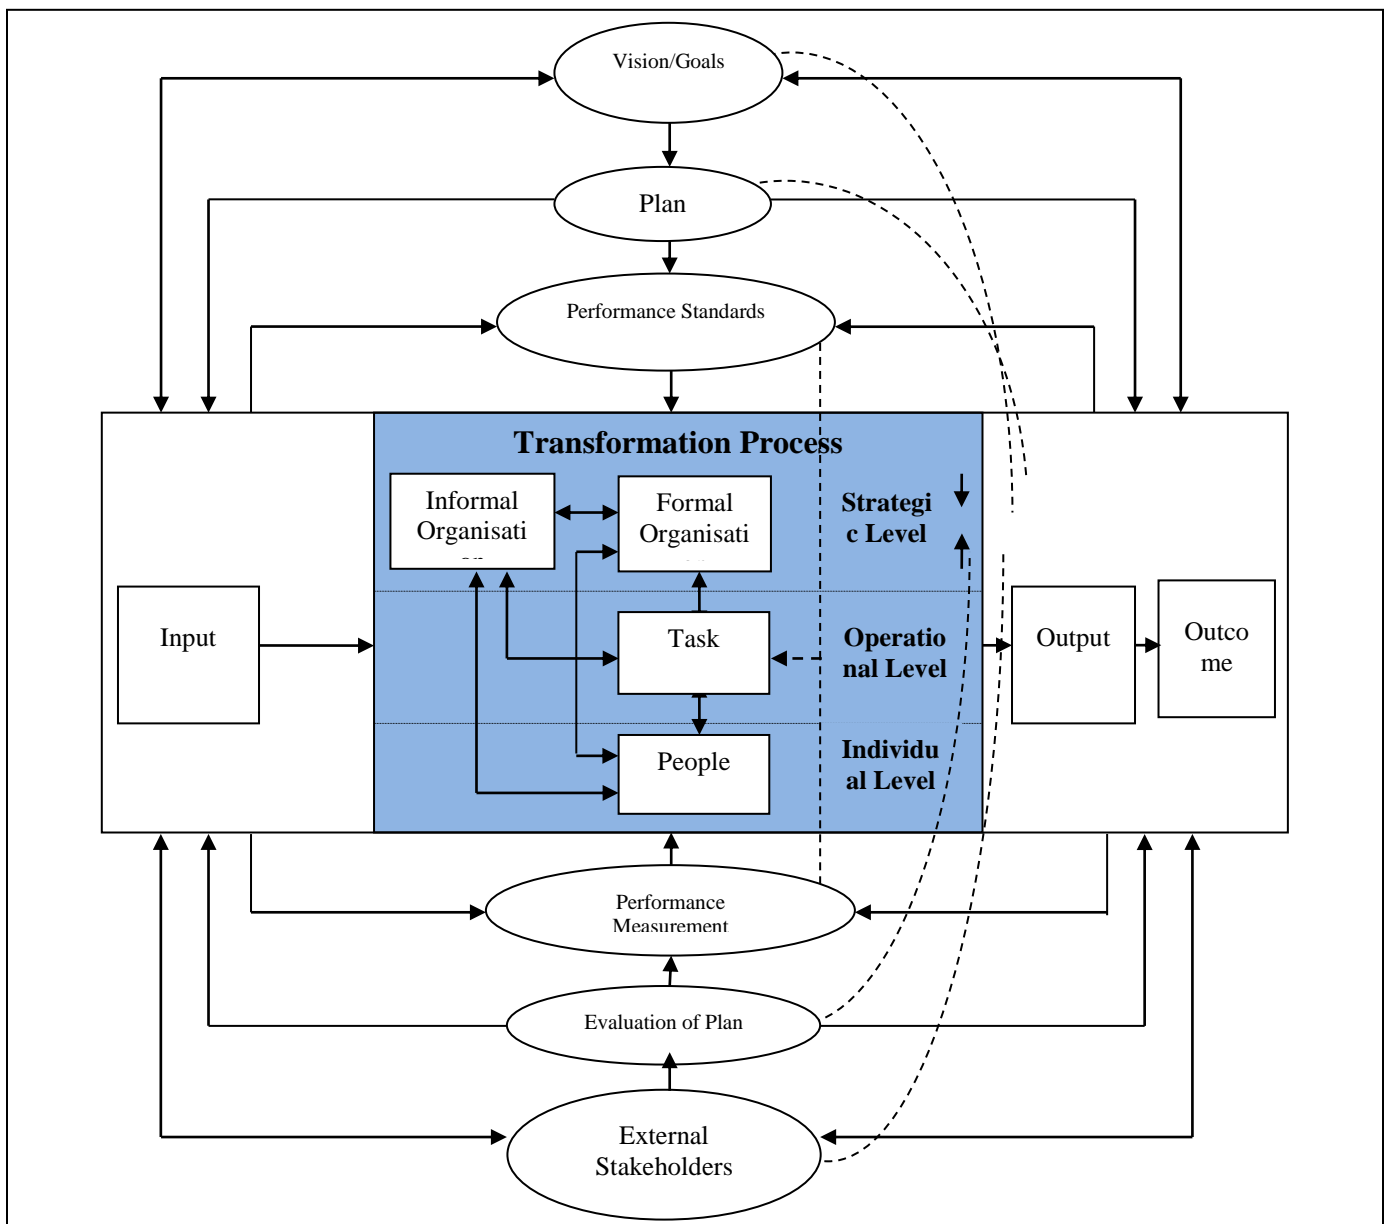 Vision/Goals
Plan
Performance Standards
Transformation Process
Informal
Organisati
Formal
Organisati
Strategi
c Level
Input
Task
Operatio
nal Level
Output
Outco
me
People
Individu
al Level
Performance
Measurement
Evaluation of Plan
External
Stakeholders